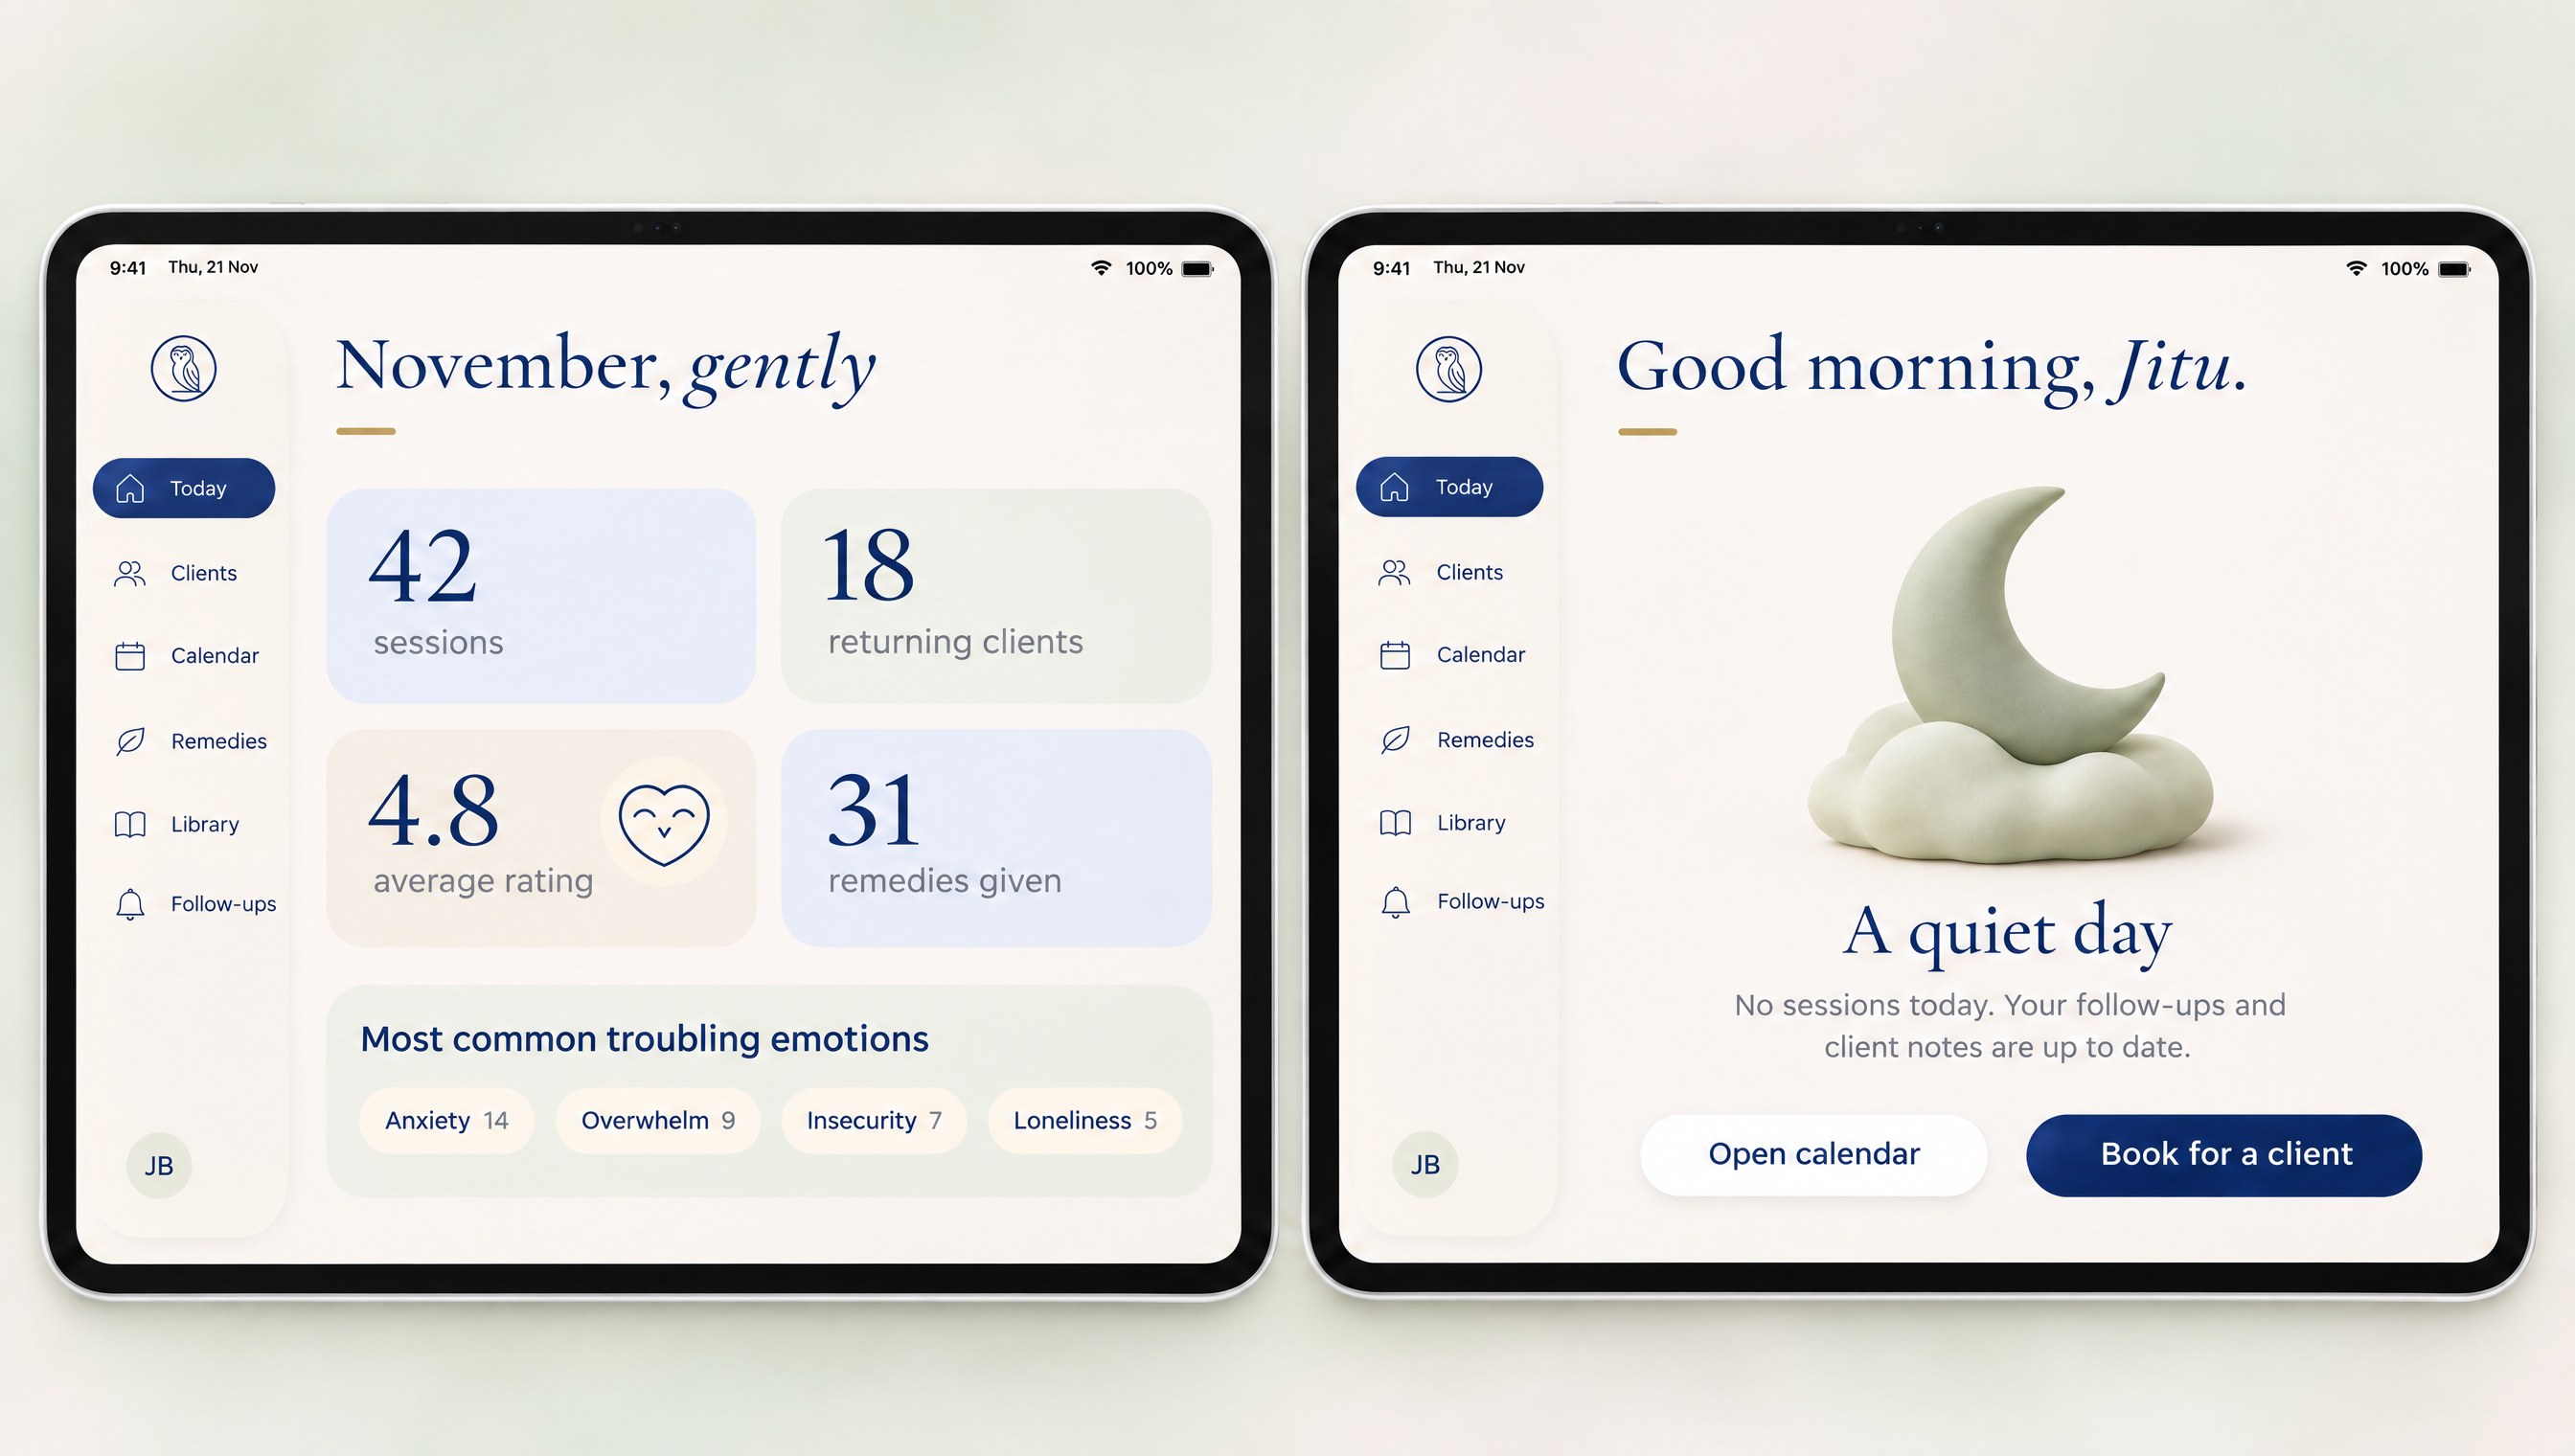 9:41 Thu, 21 Nov 100%
November, gently
Today
Clients
Calendar
Remedies
Library
Follow-ups
JB
42
sessions
18
returning clients
4.8
average rating
31
remedies given
Most common troubling emotions
Anxiety 14 Overwhelm 9 Insecurity 7 Loneliness 5
9:41 Thu, 21 Nov 100%
Good morning, Jitu.
Today
Clients
Calendar
Remedies
Library
Follow-ups
JB
A quiet day
No sessions today. Your follow-ups and
client notes are up to date.
Open calendar
Book for a client